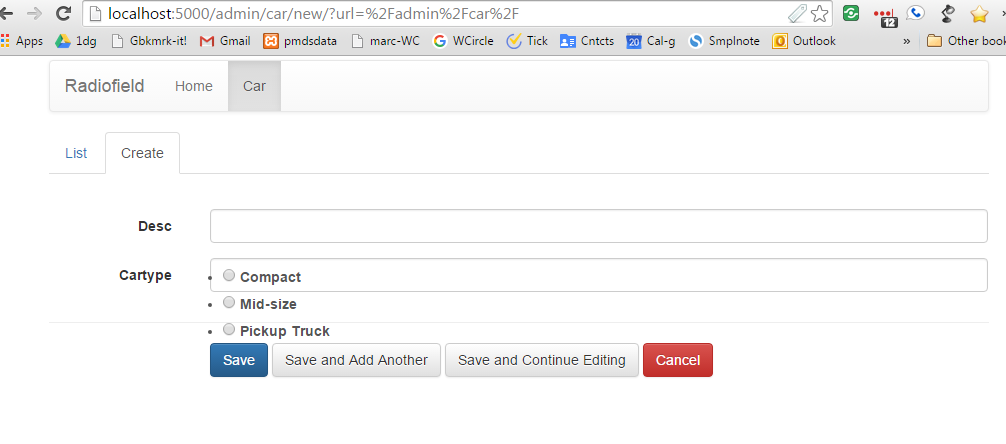 localhost:5000/admin/car/new/?url=%2Fadmin%2Fcar%2F
12
Apps 1dg Gbkmrk-it! Gmail pmdsdata marc-WC WCircle Tick Cntcts 20 Cal-g Smplnote Outlook » Other book
Radiofield Home Car
List Create
Desc
Cartype
Compact
Mid-size
Pickup Truck
Save Save and Add Another Save and Continue Editing Cancel